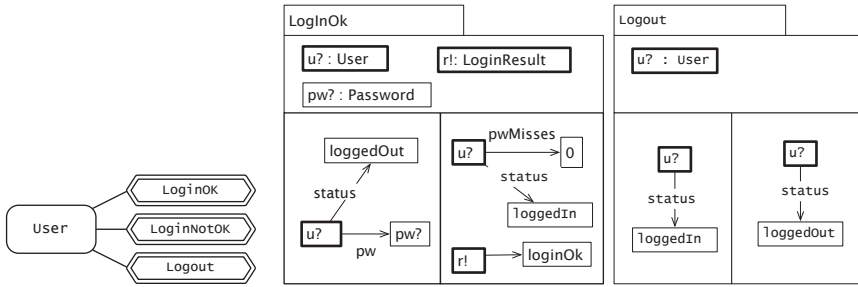 User
LoginOK
LoginNotOK
Logout
LogInOk
u? : User
r!: LoginResult
pw? : Password
loggedOut
status
u?
pw
pw?
u?
pwMisses
0
status
loggedIn
r!
loginOk
Logout
u? : User
u?
status
loggedIn
u?
status
loggedOut